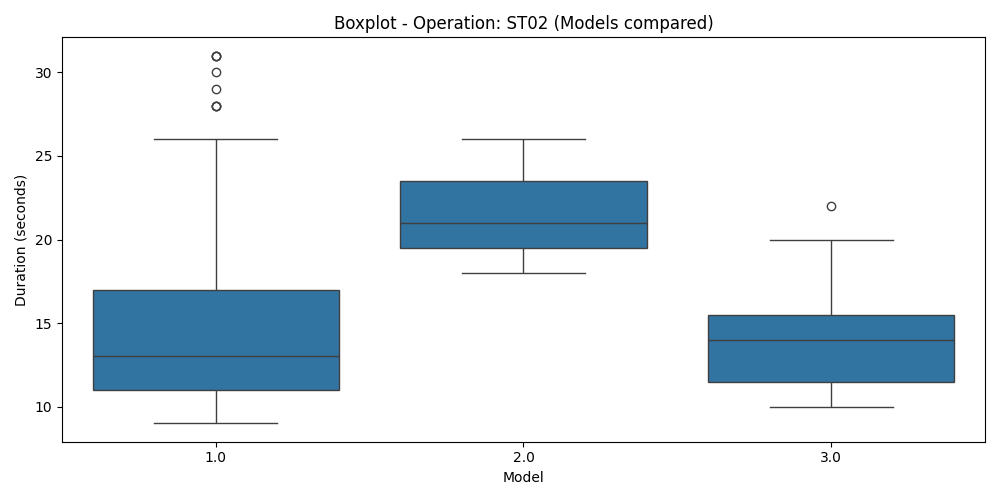 Boxplot - Operation: ST02 (Models compared)
30
25
20
15
10
Duration (seconds)
1.0 2.0 3.0
Model